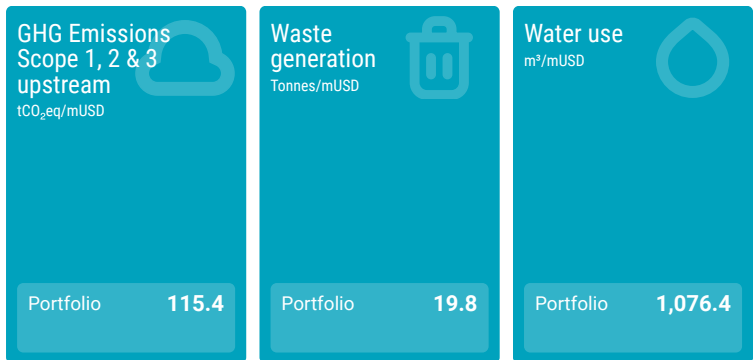 GHG Emissions
Scope 1, 2 & 3
upstream
tCO₂eq/mUSD
Portfolio 115.4
Waste
generation
Tonnes/mUSD
Portfolio 19.8
Water use
m³/mUSD
Portfolio 1,076.4